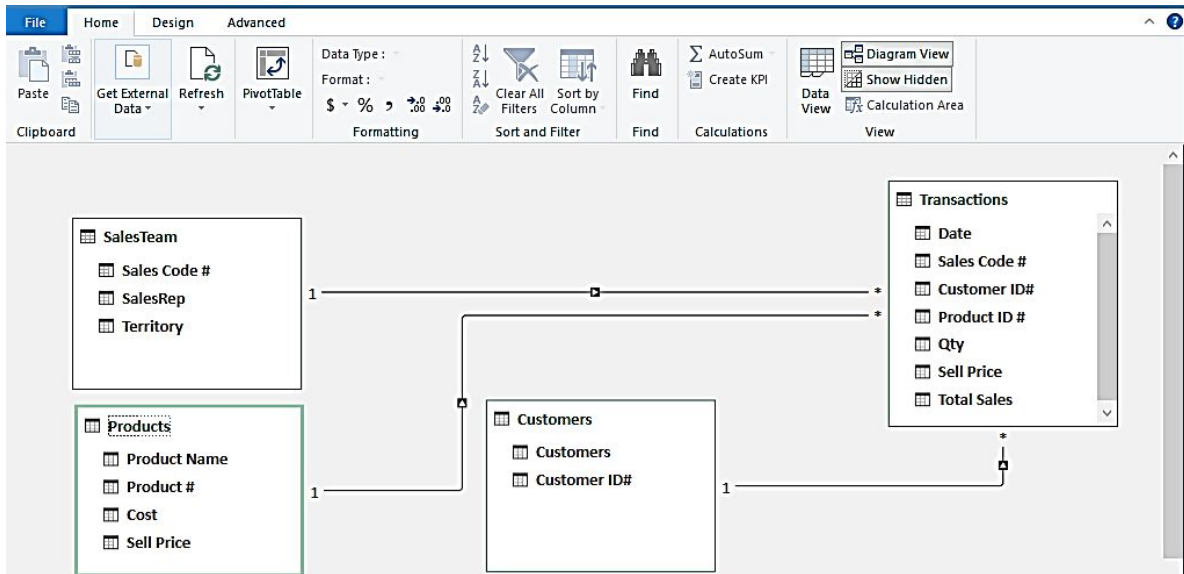 File Home Design Advanced
Paste
Clipboard
Get External Data
Refresh
PivotTable
Data Type :
Format :
$ % , .00 .00
Formatting
Clear All Filters
Sort by Column
Sort and Filter
Find
Find
AutoSum
Create KPI
Calculations
Data View
Diagram View
Show Hidden
Calculation Area
View
SalesTeam
Sales Code #
SalesRep
Territory
1
*
Transactions
Date
Sales Code #
Customer ID#
Product ID #
Qty
Sell Price
Total Sales
*
Products
Product Name
Product #
Cost
Sell Price
1
Customers
Customers
Customer ID#
1
*